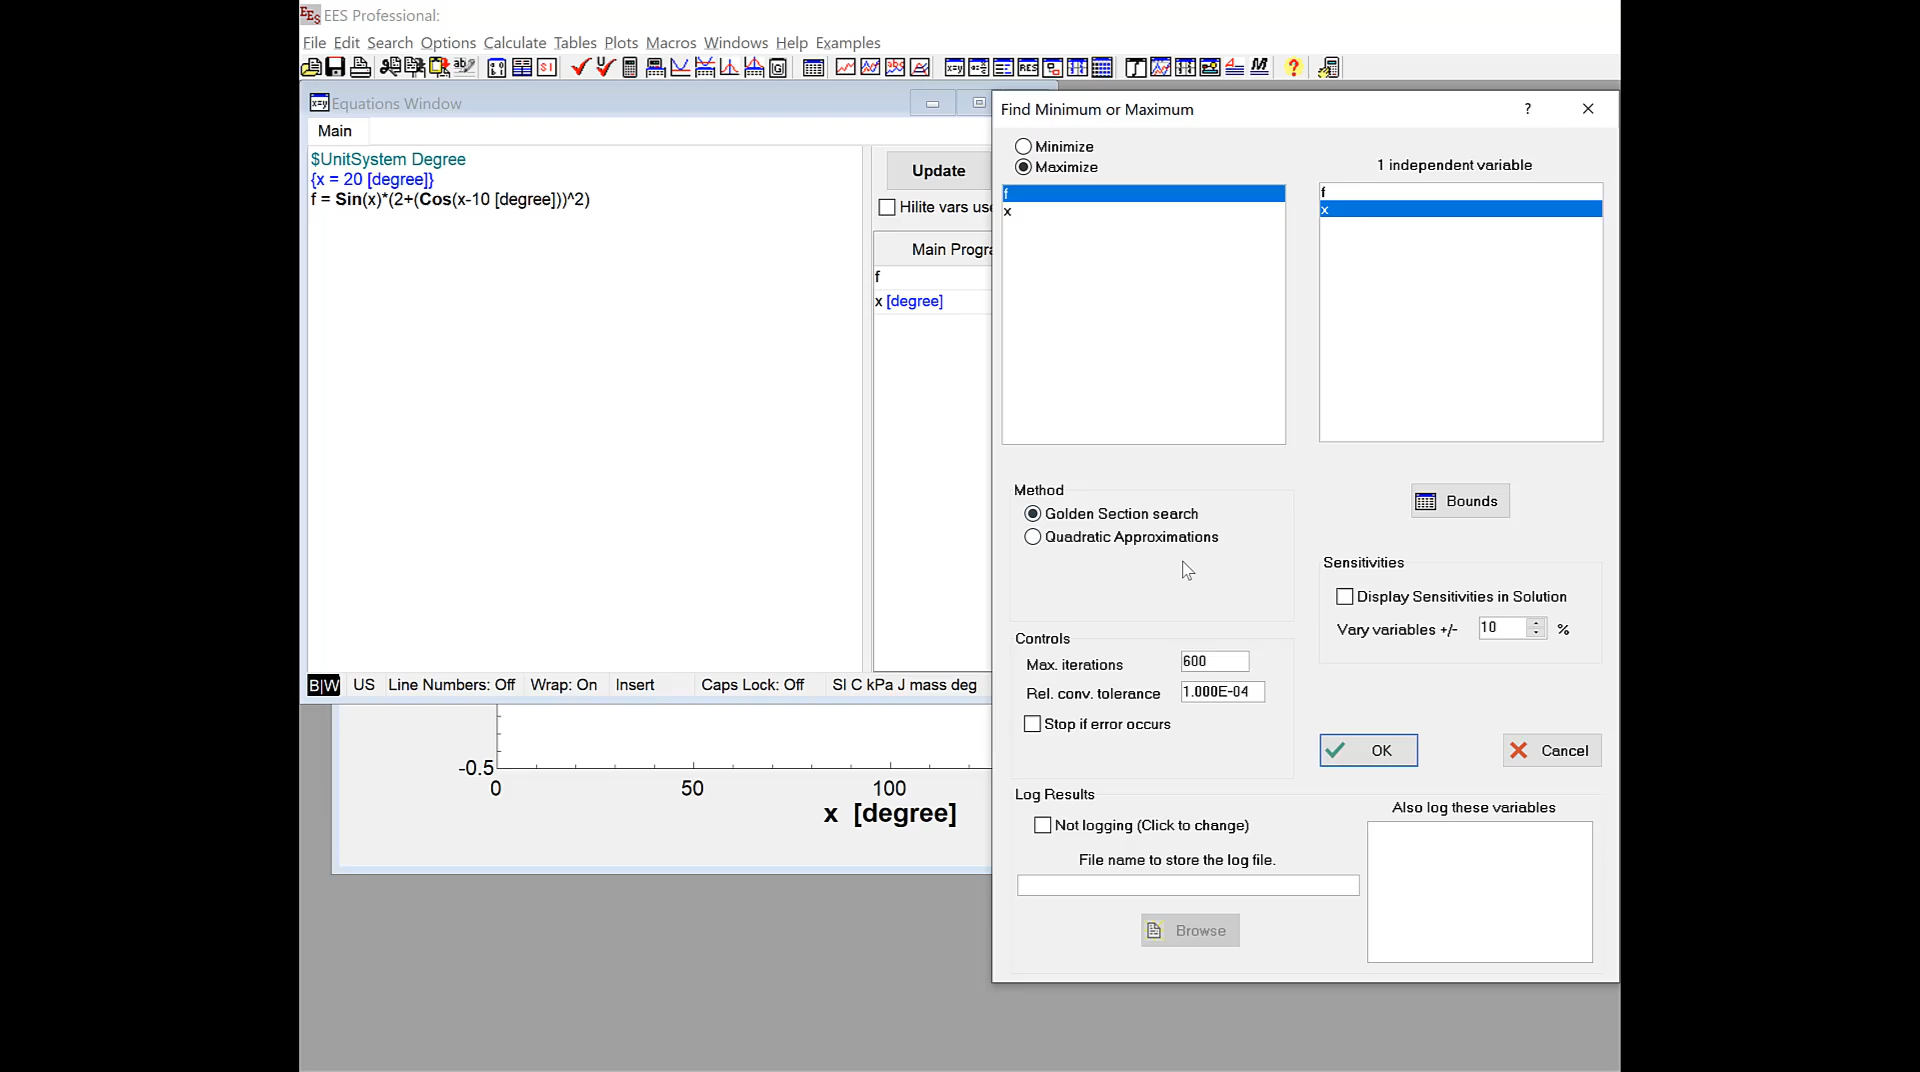 EES Professional:
File Edit Search Options Calculate Tables Plots Macros Windows Help Examples
Equations Window
Main
$UnitSystem Degree
{x = 20 [degree]}
f = Sin(x)*(2+(Cos(x-10 [degree]))^2)
Update
Hilite vars use
Main Progra
f
x [degree]
B|W US Line Numbers: Off Wrap: On Insert Caps Lock: Off SI C kPa J mass deg
-0.5
0 50 100
x [degree]
Find Minimum or Maximum
Minimize
Maximize
1 independent variable
f
x
f
x
Method
Golden Section search
Quadratic Approximations
Bounds
Sensitivities
Display Sensitivities in Solution
Vary variables +/- 10 %
Controls
Max. iterations 600
Rel. conv. tolerance 1.000E-04
Stop if error occurs
OK Cancel
Log Results
Also log these variables
Not logging (Click to change)
File name to store the log file.
Browse